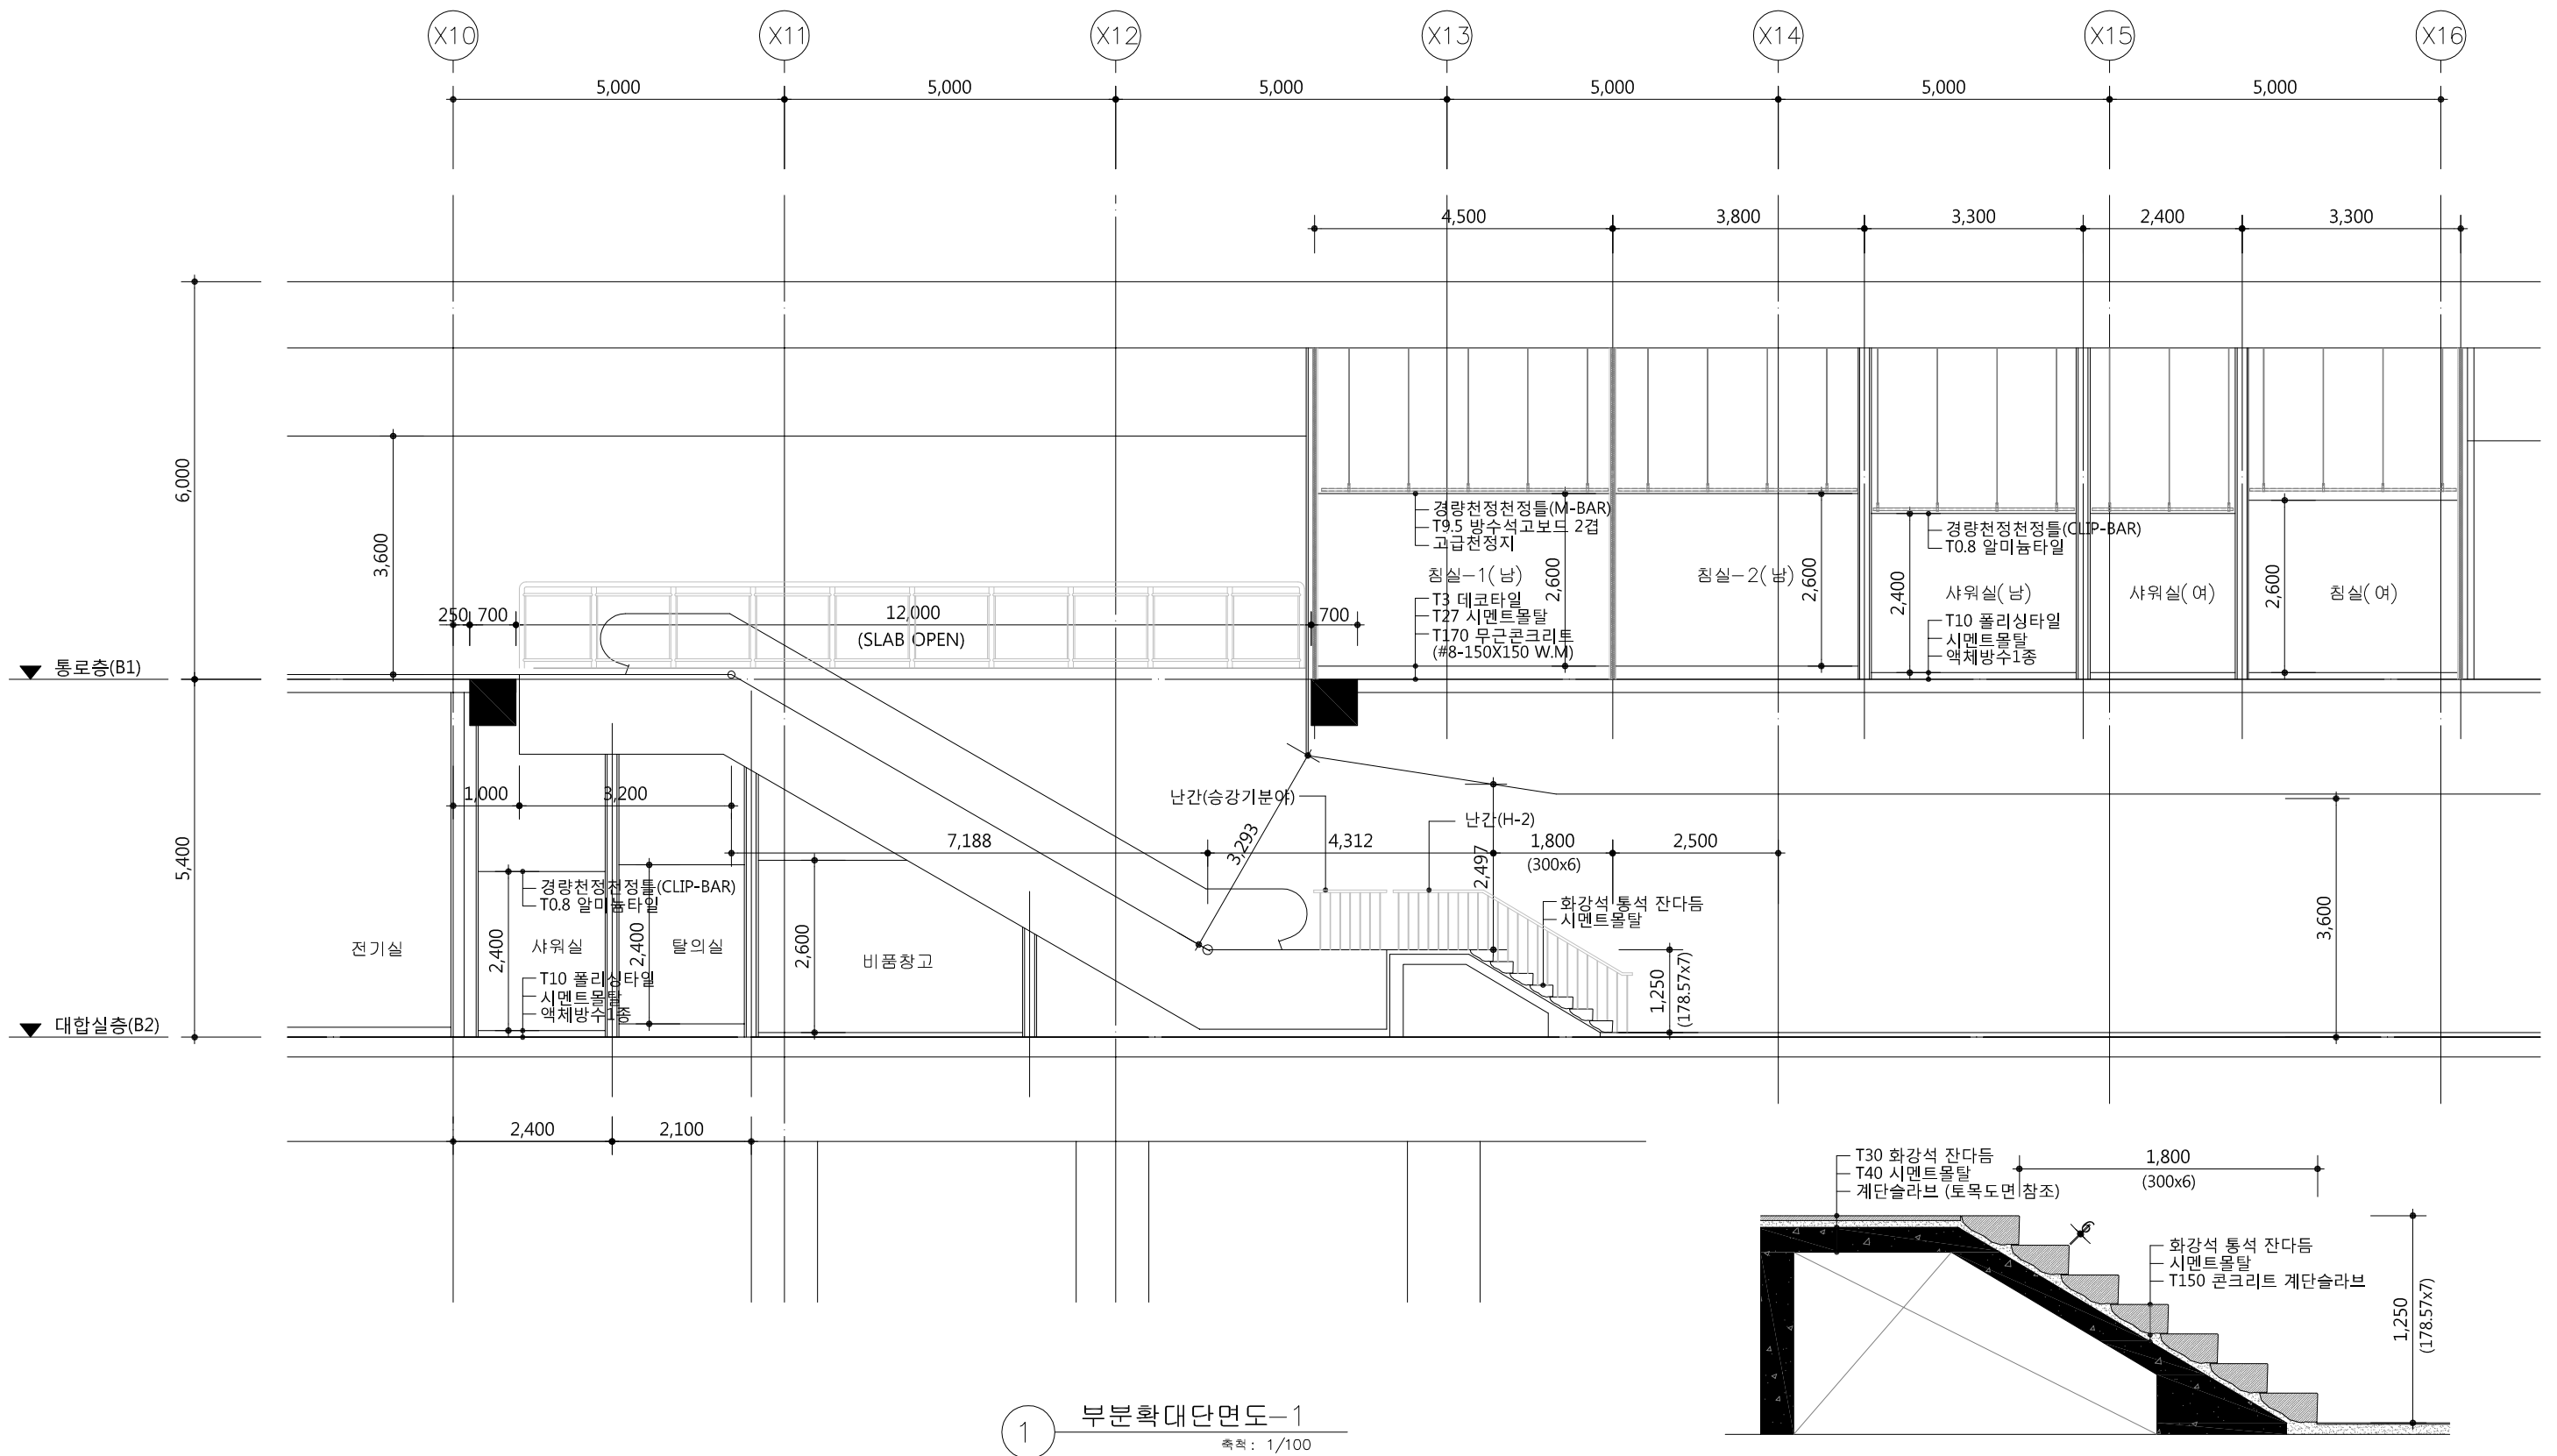 X10 X11 X12 X13 X14 X15 X16
5,000 5,000 5,000 5,000 5,000 5,000
4,500 3,800 3,300 2,400 3,300
6,000
3,600
경량천정천정틀(M-BAR)
T9.5 방수석고보드 2겹
고급천정지
침실-1(남)
2,600
T3 데코타일
T27 시멘트몰탈
T170 무근콘크리트
(#8-150X150 W.M)
침실-2(남)
2,600
경량천정천정틀(CLIP-BAR)
T0.8 알미늄타일
2,400
샤워실(남)
T10 폴리싱타일
시멘트몰탈
액체방수1종
샤워실(여)
2,600
침실(여)
250 700 12,000 700
(SLAB OPEN)
통로층(B1)
5,400
1,000 3,200
난간(승강기분야)
난간(H-2)
7,188 4,312 1,800 2,500
(300x6)
3,293
2,497
경량천정천정틀(CLIP-BAR)
T0.8 알미늄타일
화강석 통석 잔다듬
시멘트몰탈
전기실
2,400
샤워실
2,400
탈의실
2,600
비품창고
T10 폴리싱타일
시멘트몰탈
액체방수1종
1,250
(178.57x7)
3,600
대합실층(B2)
2,400 2,100
T30 화강석 잔다듬
T40 시멘트몰탈
계단슬라브 (토목도면 참조)
1,800
(300x6)
6
화강석 통석 잔다듬
시멘트몰탈
T150 콘크리트 계단슬라브
1,250
(178.57x7)
1 부분확대단면도-1
축척 : 1/100